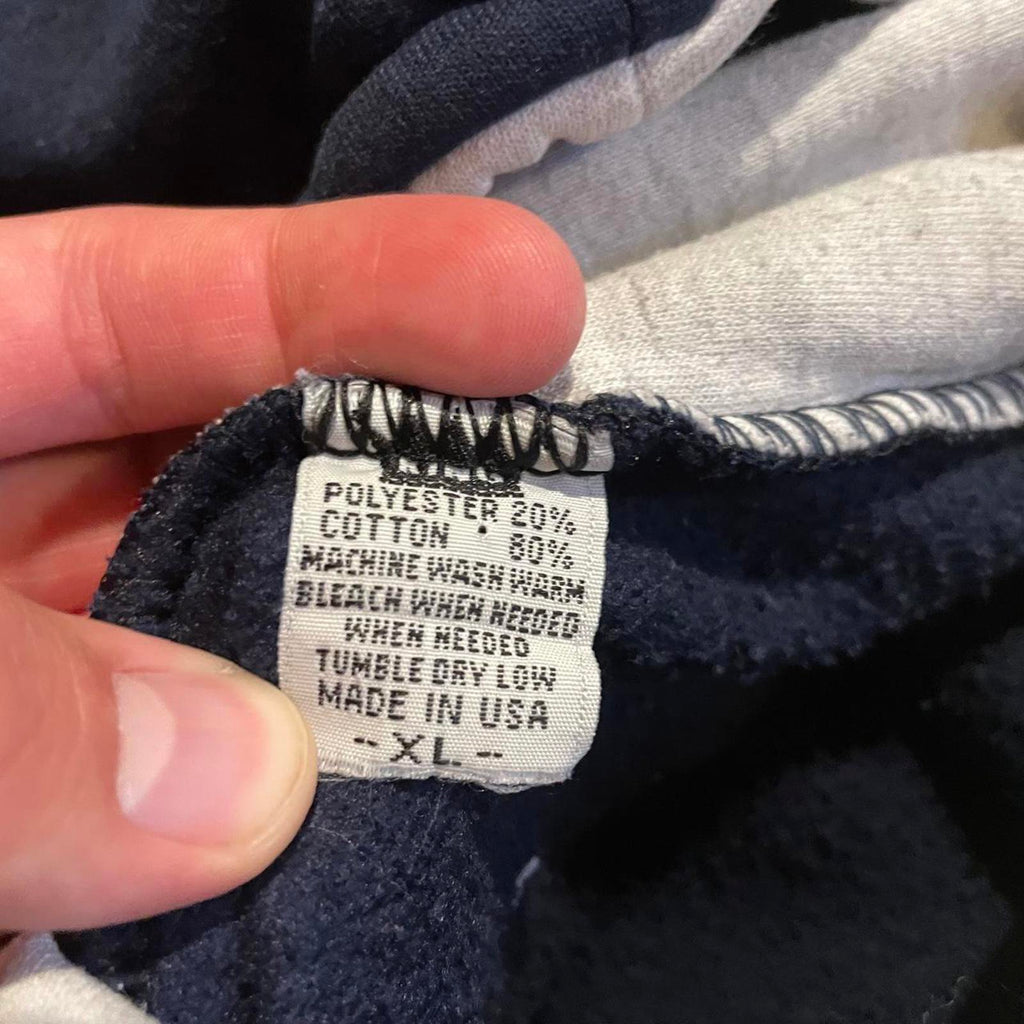 POLYESTER 20%
COTTON 80%
MACHINE WASH WARM
BLEACH WHEN NEEDED
WHEN NEEDED
TUMBLE DRY LOW
MADE IN USA
-- XL --